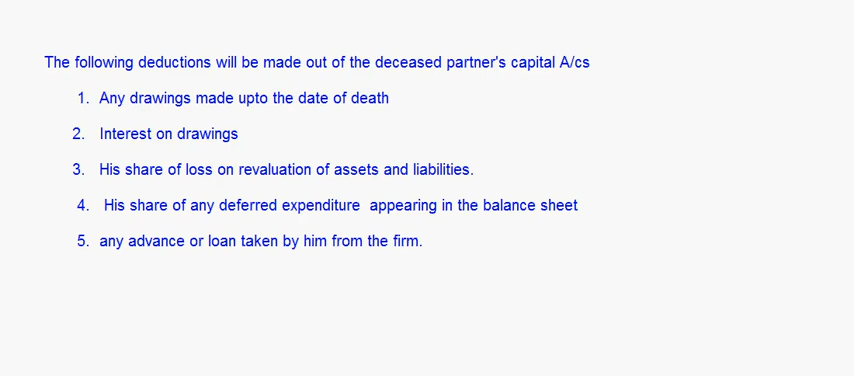 The following deductions will be made out of the deceased partner's capital A/cs
1. Any drawings made upto the date of death
2. Interest on drawings
3. His share of loss on revaluation of assets and liabilities.
4. His share of any deferred expenditure appearing in the balance sheet
5. any advance or loan taken by him from the firm.